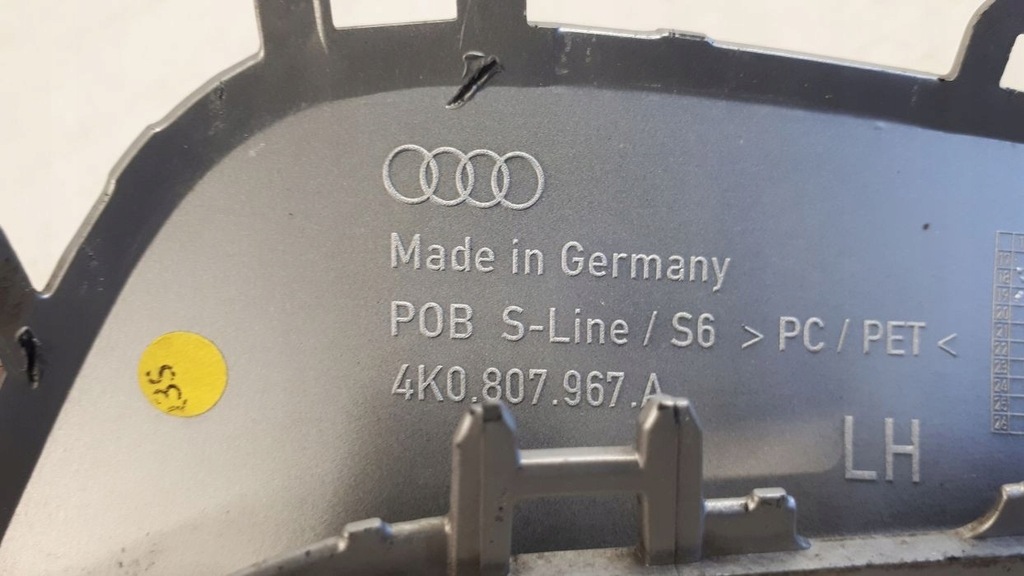 Made in Germany
POB S-Line / S6 > PC / PET <
4K0.807.967.A
LH